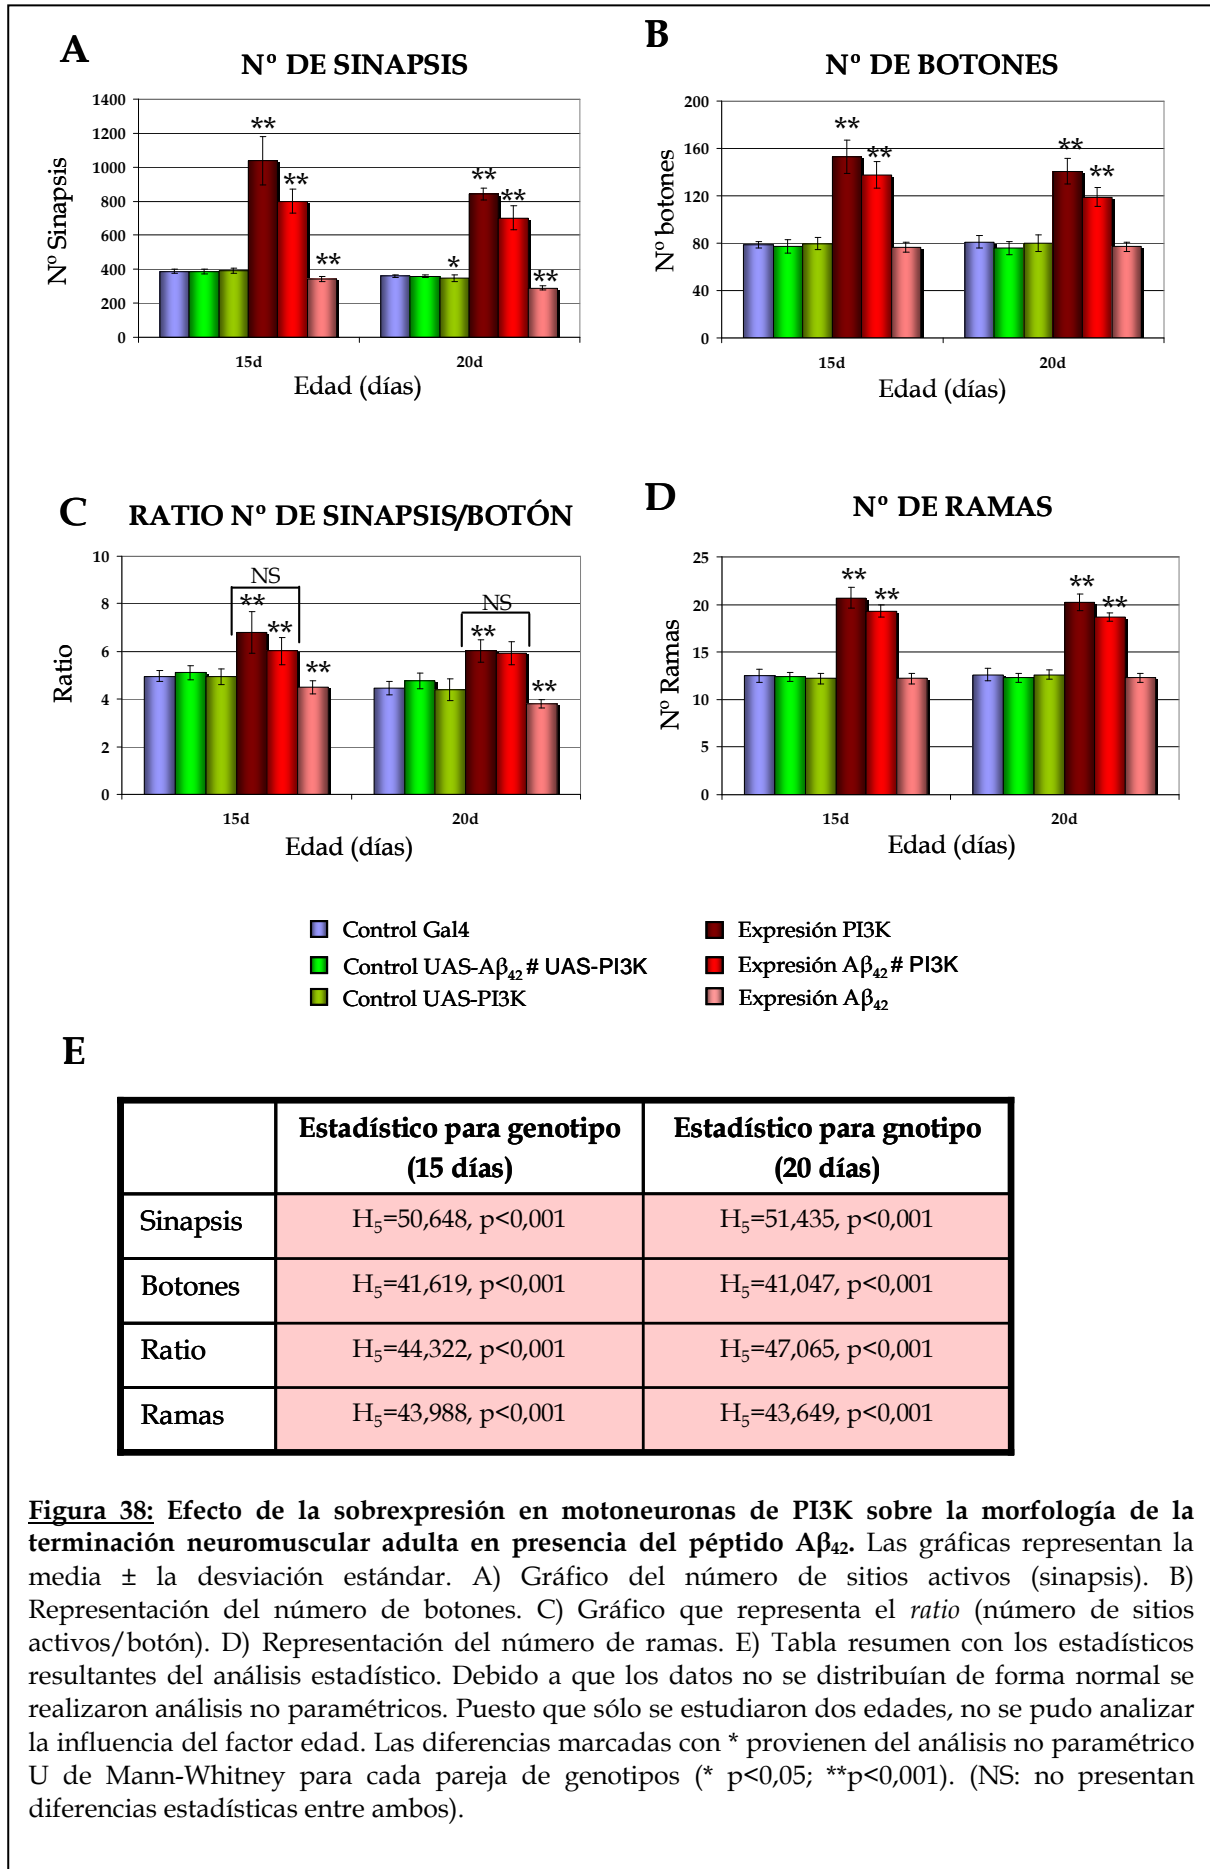 A
Nº DE SINAPSIS
1400
1200
1000
800
600
400
200
0
Nº Sinapsis
** ** ** * ** ** **
15d 20d
Edad (días)
B
Nº DE BOTONES
200
160
120
80
40
0
Nº botones
** ** ** **
15d 20d
Edad (días)
C
RATIO Nº DE SINAPSIS/BOTÓN
10
8
6
4
2
0
Ratio
NS NS
** ** ** ** **
15d 20d
Edad (días)
D
Nº DE RAMAS
25
20
15
10
5
0
Nº Ramas
** ** ** **
15d 20d
Edad (días)
Control Gal4
Control UAS-Aβ42 # UAS-PI3K
Control UAS-PI3K
Expresión PI3K
Expresión Aβ42 # PI3K
Expresión Aβ42
E
Estadístico para genotipo (15 días) Estadístico para gnotipo (20 días)
Sinapsis H5=50,648, p<0,001 H5=51,435, p<0,001
Botones H5=41,619, p<0,001 H5=41,047, p<0,001
Ratio H5=44,322, p<0,001 H5=47,065, p<0,001
Ramas H5=43,988, p<0,001 H5=43,649, p<0,001
Figura 38: Efecto de la sobrexpresión en motoneuronas de PI3K sobre la morfología de la
terminación neuromuscular adulta en presencia del péptido Aβ42. Las gráficas representan la
media ± la desviación estándar. A) Gráfico del número de sitios activos (sinapsis). B)
Representación del número de botones. C) Gráfico que representa el ratio (número de sitios
activos/botón). D) Representación del número de ramas. E) Tabla resumen con los estadísticos
resultantes del análisis estadístico. Debido a que los datos no se distribuían de forma normal se
realizaron análisis no paramétricos. Puesto que sólo se estudiaron dos edades, no se pudo analizar
la influencia del factor edad. Las diferencias marcadas con * provienen del análisis no paramétrico
U de Mann-Whitney para cada pareja de genotipos (* p<0,05; **p<0,001). (NS: no presentan
diferencias estadísticas entre ambos).